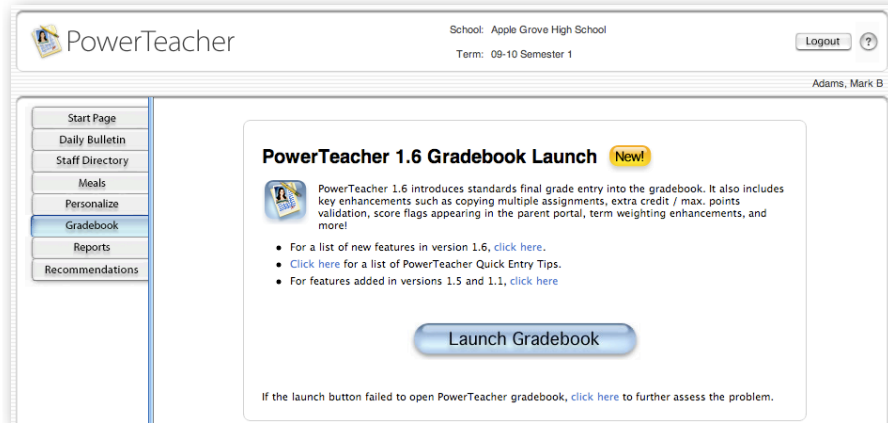 PowerTeacher
School: Apple Grove High School
Term: 09-10 Semester 1
Logout
?
Adams, Mark B
Start Page
Daily Bulletin
Staff Directory
Meals
Personalize
Gradebook
Reports
Recommendations
PowerTeacher 1.6 Gradebook Launch New!
PowerTeacher 1.6 introduces standards final grade entry into the gradebook. It also includes
key enhancements such as copying multiple assignments, extra credit / max. points
validation, score flags appearing in the parent portal, term weighting enhancements, and
more!
• For a list of new features in version 1.6, click here.
• Click here for a list of PowerTeacher Quick Entry Tips.
• For features added in versions 1.5 and 1.1, click here
Launch Gradebook
If the launch button failed to open PowerTeacher gradebook, click here to further assess the problem.